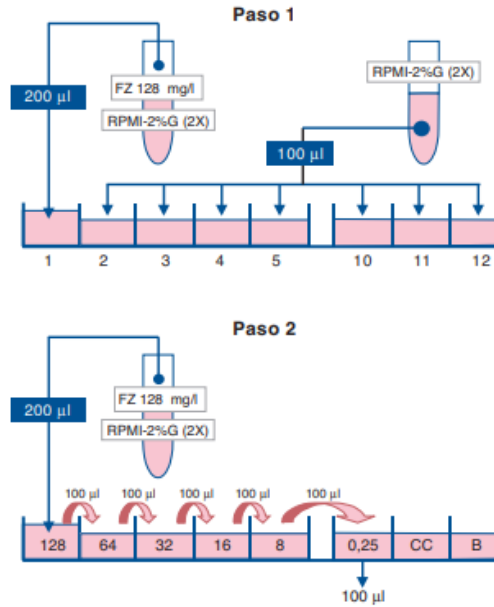 Paso 1
200 µl
FZ 128 mg/l
RPMI-2%G (2X)
RPMI-2%G (2X)
100 µl
1 2 3 4 5 10 11 12
Paso 2
200 µl
FZ 128 mg/l
RPMI-2%G (2X)
100 µl 100 µl 100 µl 100 µl 100 µl
128 64 32 16 8 0,25 CC B
100 µl